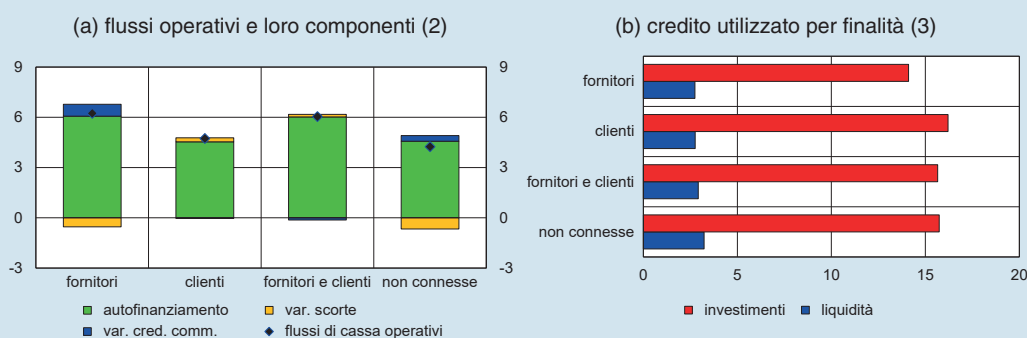 (a) flussi operativi e loro componenti (2)
9
6
3
0
-3
9
6
3
0
-3
fornitori
clienti
fornitori e clienti
non connesse
autofinanziamento
var. scorte
var. cred. comm.
flussi di cassa operativi
(b) credito utilizzato per finalità (3)
fornitori
clienti
fornitori e clienti
non connesse
0
5
10
15
20
investimenti
liquidità